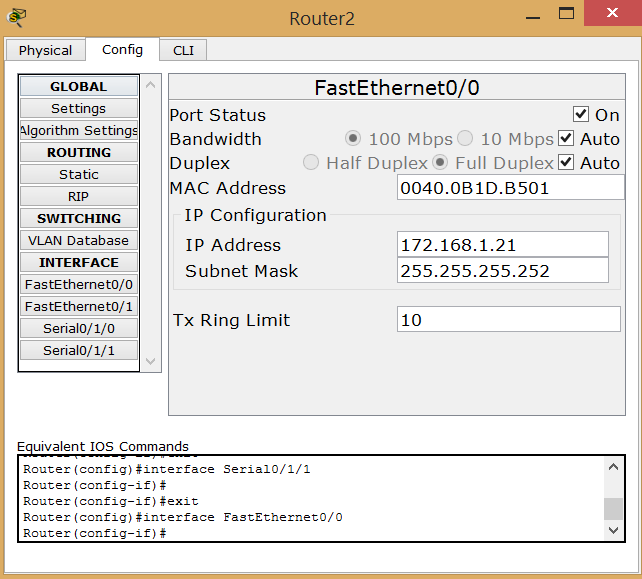 Router2
Physical Config CLI
GLOBAL
Settings
Algorithm Settings
ROUTING
Static
RIP
SWITCHING
VLAN Database
INTERFACE
FastEthernet0/0
FastEthernet0/1
Serial0/1/0
Serial0/1/1
FastEthernet0/0
Port Status On
Bandwidth 100 Mbps 10 Mbps Auto
Duplex Half Duplex Full Duplex Auto
MAC Address 0040.0B1D.B501
IP Configuration
IP Address 172.168.1.21
Subnet Mask 255.255.255.252
Tx Ring Limit 10
Equivalent IOS Commands
Router(config-if)#exit
Router(config)#interface Serial0/1/1
Router(config-if)#
Router(config-if)#exit
Router(config)#interface FastEthernet0/0
Router(config-if)#